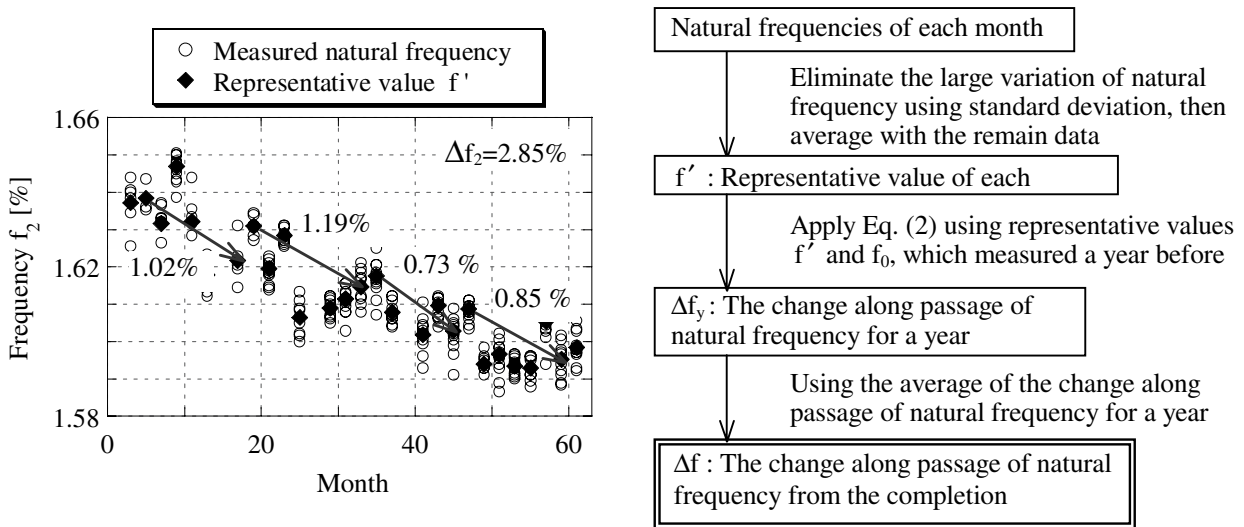 Measured natural frequency
Representative value f '
1.66
1.62
1.58
Frequency f2 [%]
Δf2=2.85%
1.19%
1.02%
0.73 %
0.85 %
0
20
40
60
Month
Natural frequencies of each month
Eliminate the large variation of natural
frequency using standard deviation, then
average with the remain data
f′ : Representative value of each
Apply Eq. (2) using representative values
f′ and f0, which measured a year before
Δfy : The change along passage of
natural frequency for a year
Using the average of the change along
passage of natural frequency for a year
Δf : The change along passage of natural
frequency from the completion